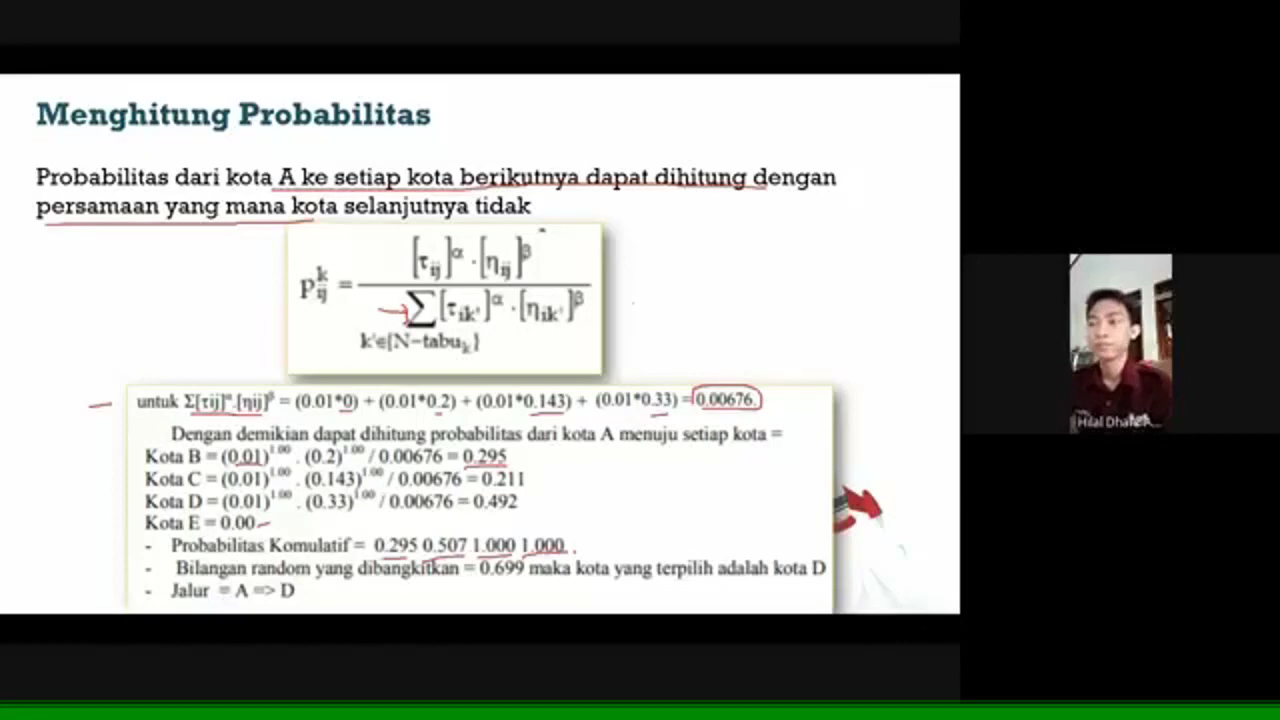 Menghitung Probabilitas
Probabilitas dari kota A ke setiap kota berikutnya dapat dihitung dengan
persamaan yang mana kota selanjutnya tidak
p^k_ij = [τ_ij]^α · [η_ij]^β / Σ [τ_ik']^α · [η_ik']^β
k'∈{N−tabu_k}
untuk Σ[τij]^α.[ηij]^β = (0.01*0) + (0.01*0.2) + (0.01*0.143) + (0.01*0.33) = 0.00676.
Dengan demikian dapat dihitung probabilitas dari kota A menuju setiap kota =
Kota B = (0.01)^1.00 . (0.2)^1.00 / 0.00676 = 0.295
Kota C = (0.01)^1.00 . (0.143)^1.00 / 0.00676 = 0.211
Kota D = (0.01)^1.00 . (0.33)^1.00 / 0.00676 = 0.492
Kota E = 0.00
- Probabilitas Komulatif = 0.295 0.507 1.000 1.000
- Bilangan random yang dibangkitkan = 0.699 maka kota yang terpilih adalah kota D
- Jalur = A => D
Hilal